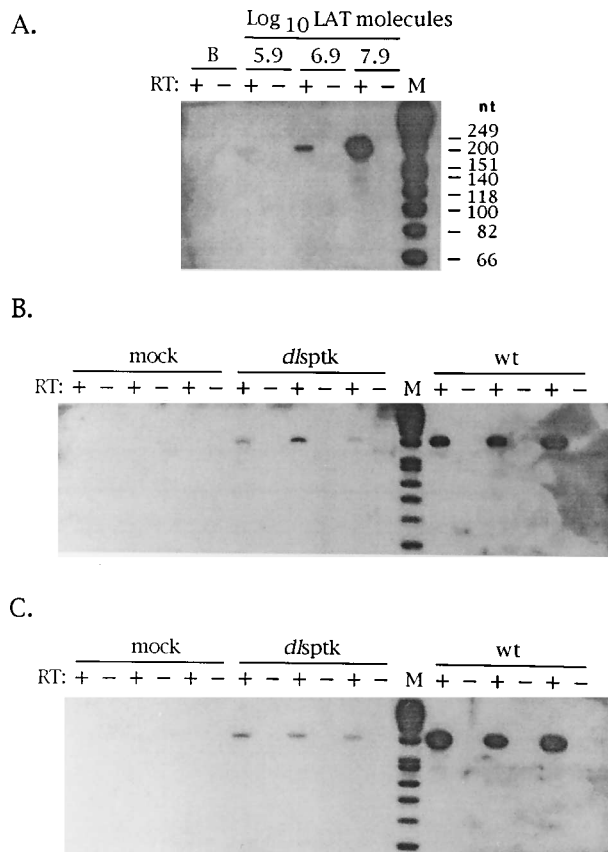 A.
Log 10 LAT molecules
B 5.9 6.9 7.9
RT: + − + − + − + − M
nt
249
200
151
140
118
100
82
66
B.
mock dlsptk wt
RT: + − + − + − + − + − + − M + − + − + −
C.
mock dlsptk wt
RT: + − + − + − + − + − + − M + − + − + −